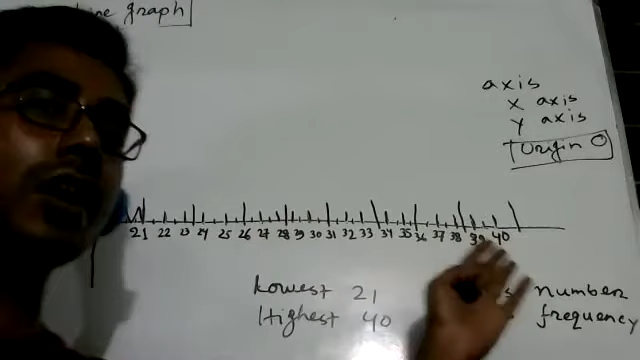 graph
axis
X axis
Y axis
Origin O
21 22 23 24 25 26 27 28 29 30 31 32 33 34 35 36 37 38 39 40
Lowest 21
Highest 40
number
frequency